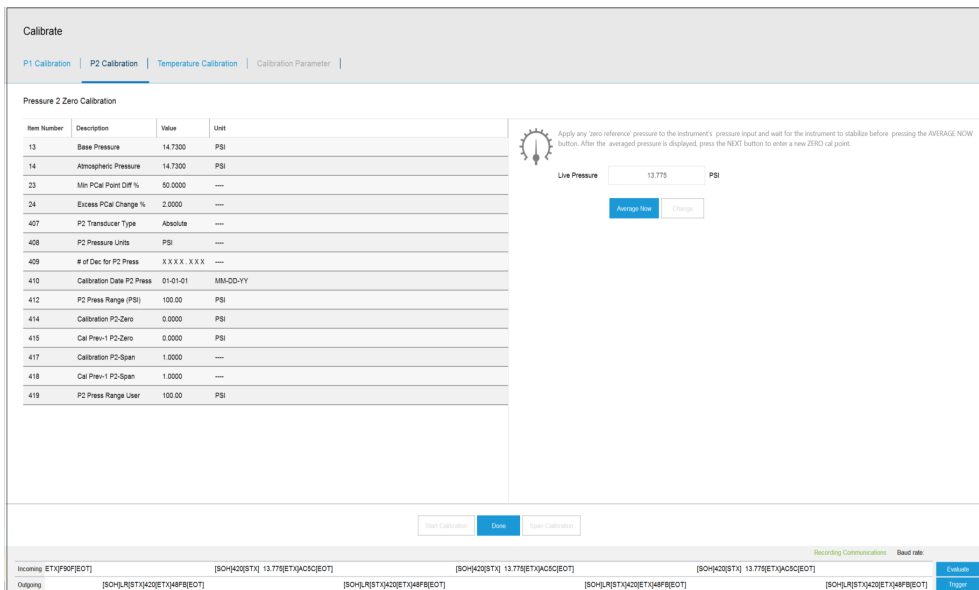 Calibrate
P1 Calibration | P2 Calibration | Temperature Calibration | Calibration Parameter |
Pressure 2 Zero Calibration
Item Number Description Value Unit
13 Base Pressure 14.7300 PSI
14 Atmospheric Pressure 14.7300 PSI
23 Min PCal Point Diff % 50.0000 ----
24 Excess PCal Change % 2.0000 ----
407 P2 Transducer Type Absolute ----
408 P2 Pressure Units PSI ----
409 # of Dec for P2 Press X X X X . X X X ----
410 Calibration Date P2 Press 01-01-01 MM-DD-YY
412 P2 Press Range (PSI) 100.00 PSI
414 Calibration P2-Zero 0.0000 PSI
415 Cal Prev-1 P2-Zero 0.0000 PSI
417 Calibration P2-Span 1.0000 ----
418 Cal Prev-1 P2-Span 1.0000 ----
419 P2 Press Range User 100.00 PSI
Apply any 'zero reference' pressure to the instrument's pressure input and wait for the instrument to stabilize before pressing the AVERAGE NOW
button. After the averaged pressure is displayed, press the NEXT button to enter a new ZERO cal point.
Live Pressure 13.775 PSI
Average Now Change
Start Calibration Done Span Calibration
Recording Communications Baud rate:
Incoming ETX]F90F[EOT] [SOH]420[STX] 13.775[ETX]AC5C[EOT] [SOH]420[STX] 13.775[ETX]AC5C[EOT] [SOH]420[STX] 13.775[ETX]AC5C[EOT] Evaluate
Outgoing [SOH]LR[STX]420[ETX]48FB[EOT] [SOH]LR[STX]420[ETX]48FB[EOT] [SOH]LR[STX]420[ETX]48FB[EOT] [SOH]LR[STX]420[ETX]48FB[EOT] Trigger